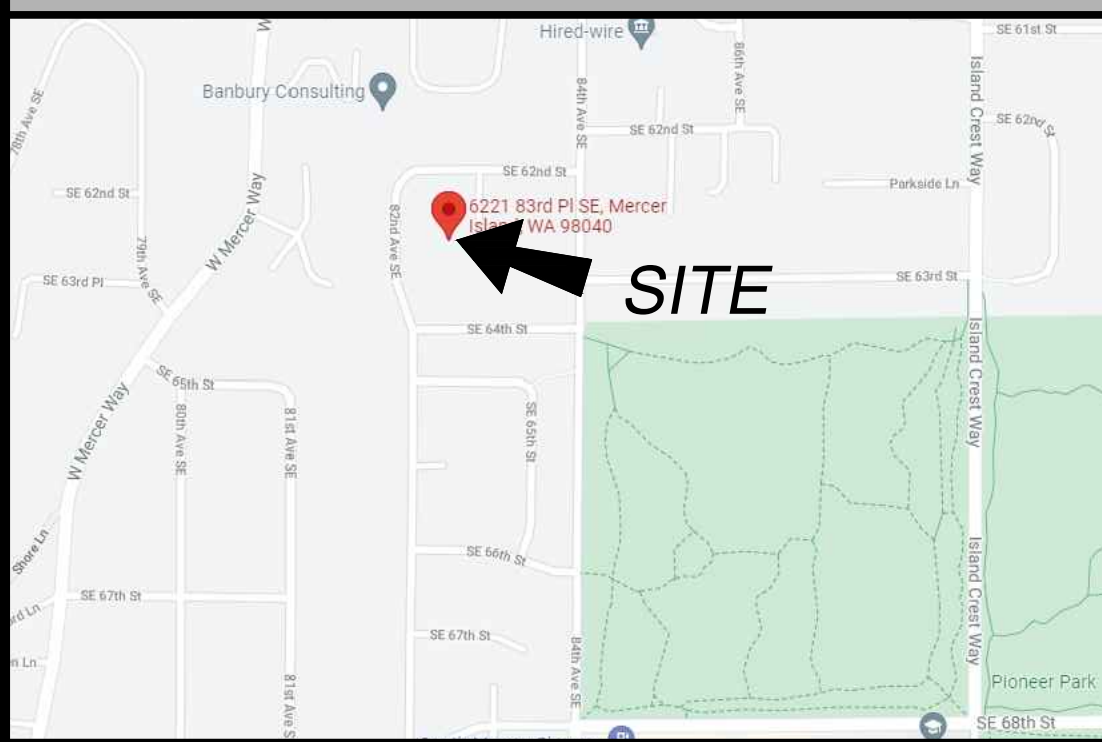 Hired-wire
SE 61st St
86th Ave SE
Banbury Consulting
84th Ave SE
Island Crest Way
78th Ave SE
SE 62nd St
SE 62nd St
SE 62nd St
Parkside Ln
SE 62nd St
W Mercer Way
82nd Ave SE
6221 83rd Pl SE, Mercer
Island, WA 98040
79th Ave SE
SE 63rd Pl
SITE
SE 63rd St
SE 64th St
Island Crest Way
SE 65th St
W Mercer Way
80th Ave SE
81st Ave SE
SE 65th St
Shore Ln
SE 66th St
Island Crest Way
SE 67th St
SE 67th St
84th Ave SE
81st Ave S
Pioneer Park
SE 68th St